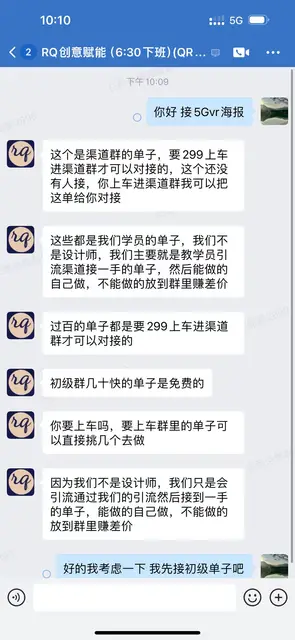 10:10
5G
79
2
RQ创意赋能（6:30下班）(QR...
下午 10:09
你好 接5Gvr海报
rq
这个是渠道群的单子，要299上车
进渠道群才可以对接的，这个还没
有人接，你上车进渠道群我可以把
这单给你对接
rq
这些都是我们学员的单子，我们不
是设计师，我们主要就是教学员引
流渠道接一手的单子，然后能做的
自己做，不能做的放到群里赚差价
rq
过百的单子都是要299上车进渠道
群才可以对接的
rq
初级群几十快的单子是免费的
rq
你要上车吗，要上车群里的单子可
以直接挑几个去做
rq
因为我们不是设计师，我们只是会
引流通过我们的引流然后接到一手
的单子，能做的自己做，不能做的
放到群里赚差价
好的我考虑一下 我先接初级单子吧